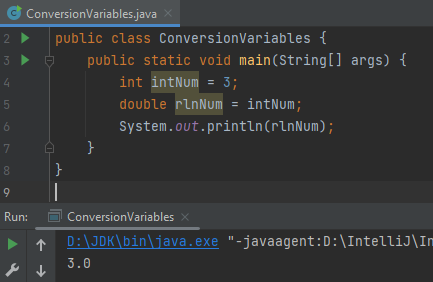 ConversionVariables.java
2 public class ConversionVariables {
3 public static void main(String[] args) {
4 int intNum = 3;
5 double rlnNum = intNum;
6 System.out.println(rlnNum);
7 }
8 }
9
Run: ConversionVariables
D:\JDK\bin\java.exe "-javaagent:D:\IntelliJ\In
3.0